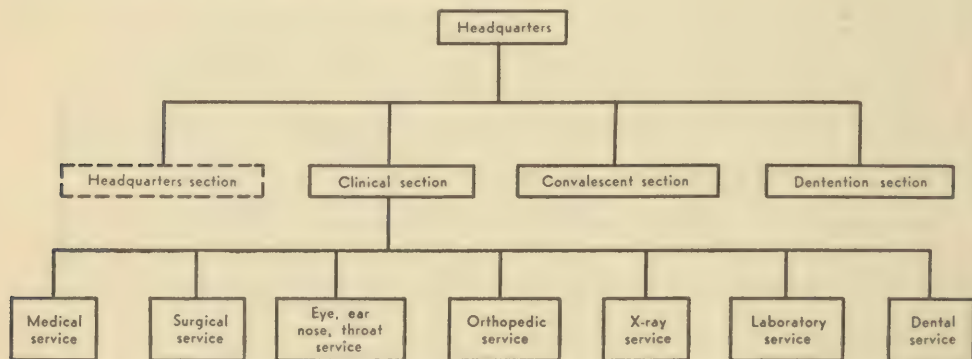 Headquarters
Headquarters section
Clinical section
Convalescent section
Dentention section
Medical
service
Surgical
service
Eye, ear
nose, throat
service
Orthopedic
service
X-ray
service
Laboratory
service
Dental
service